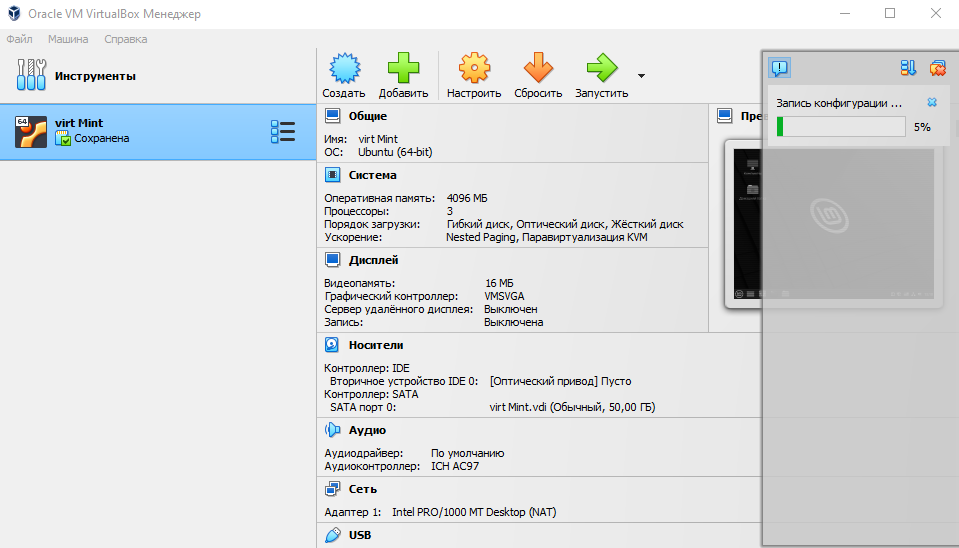 Oracle VM VirtualBox Менеджер
Файл Машина Справка
Инструменты
Создать Добавить Настроить Сбросить Запустить
64
virt Mint
Сохранена
Общие
Имя: virt Mint
ОС: Ubuntu (64-bit)
Система
Оперативная память: 4096 МБ
Процессоры: 3
Порядок загрузки: Гибкий диск, Оптический диск, Жёсткий диск
Ускорение: Nested Paging, Паравиртуализация KVM
Дисплей
Видеопамять: 16 МБ
Графический контроллер: VMSVGA
Сервер удалённого дисплея: Выключен
Запись: Выключена
Носители
Контроллер: IDE
Вторичное устройство IDE 0: [Оптический привод] Пусто
Контроллер: SATA
SATA порт 0: virt Mint.vdi (Обычный, 50,00 ГБ)
Аудио
Аудиодрайвер: По умолчанию
Аудиоконтроллер: ICH AC97
Сеть
Адаптер 1: Intel PRO/1000 MT Desktop (NAT)
USB
Запись конфигурации ...
5%